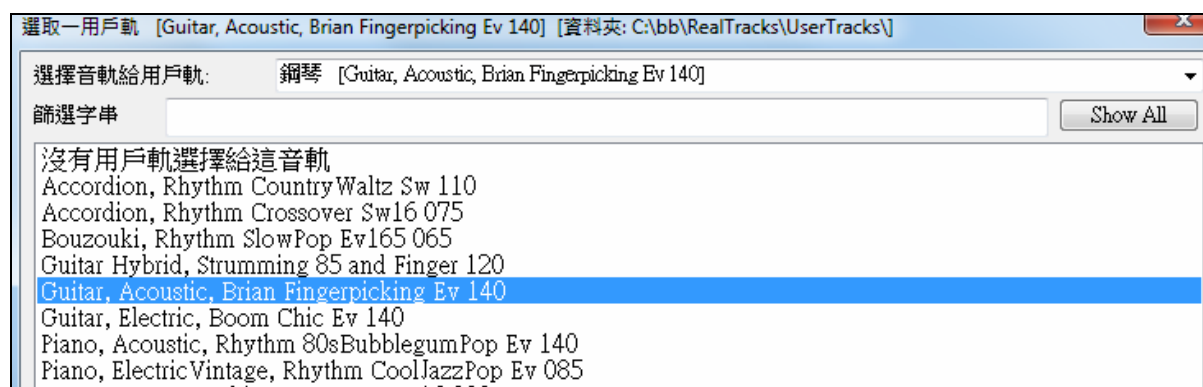 選取一用戶軌 [Guitar, Acoustic, Brian Fingerpicking Ev 140] [資料夾: C:\bb\RealTracks\UserTracks\]
選擇音軌給用戶軌: 鋼琴 [Guitar, Acoustic, Brian Fingerpicking Ev 140]
篩選字串 Show All
沒有用戶軌選擇給這音軌
Accordion, Rhythm CountryWaltz Sw 110
Accordion, Rhythm Crossover Sw16 075
Bouzouki, Rhythm SlowPop Ev165 065
Guitar Hybrid, Strumming 85 and Finger 120
Guitar, Acoustic, Brian Fingerpicking Ev 140
Guitar, Electric, Boom Chic Ev 140
Piano, Acoustic, Rhythm 80sBubblegumPop Ev 140
Piano, ElectricVintage, Rhythm CoolJazzPop Ev 085